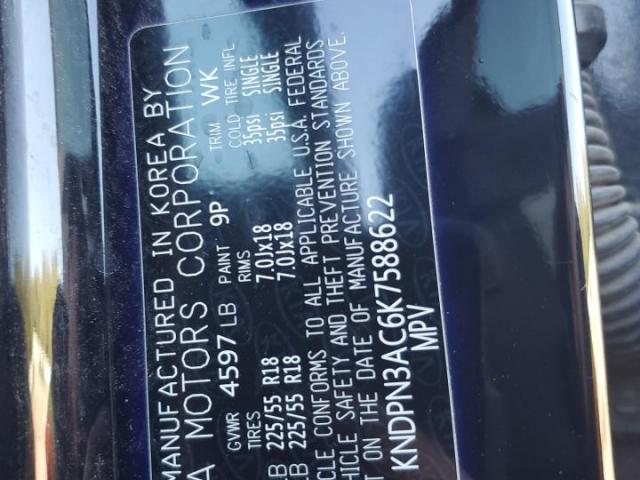 MANUFACTURED IN KOREA BY
A MOTORS CORPORATION
GVWR 4597 LB PAINT 9P TRIM WK
TIRES RIMS COLD TIRE INFL
LB 225/55 R18 7.0Jx18 35psi SINGLE
LB 225/55 R18 7.0Jx18 35psi SINGLE
CLE CONFORMS TO ALL APPLICABLE U.S.A. FEDERAL
HICLE SAFETY AND THEFT PREVENTION STANDARDS
T ON THE DATE OF MANUFACTURE SHOWN ABOVE.
KNDPN3AC6K7588622
MPV